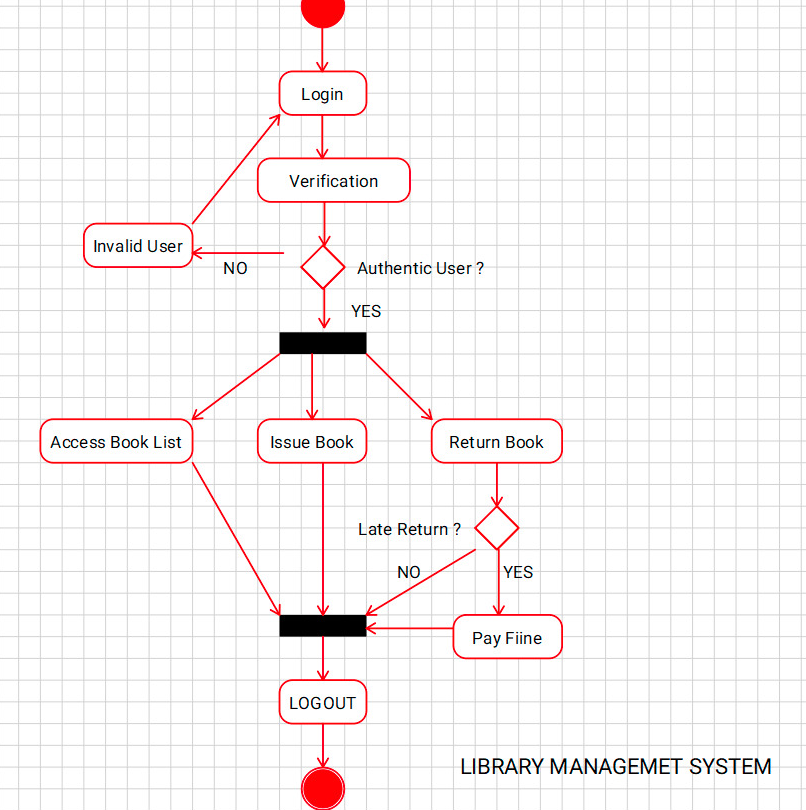 Login
Verification
Invalid User
NO
Authentic User ?
YES
Access Book List
Issue Book
Return Book
Late Return ?
NO
YES
Pay Fiine
LOGOUT
LIBRARY MANAGEMET SYSTEM